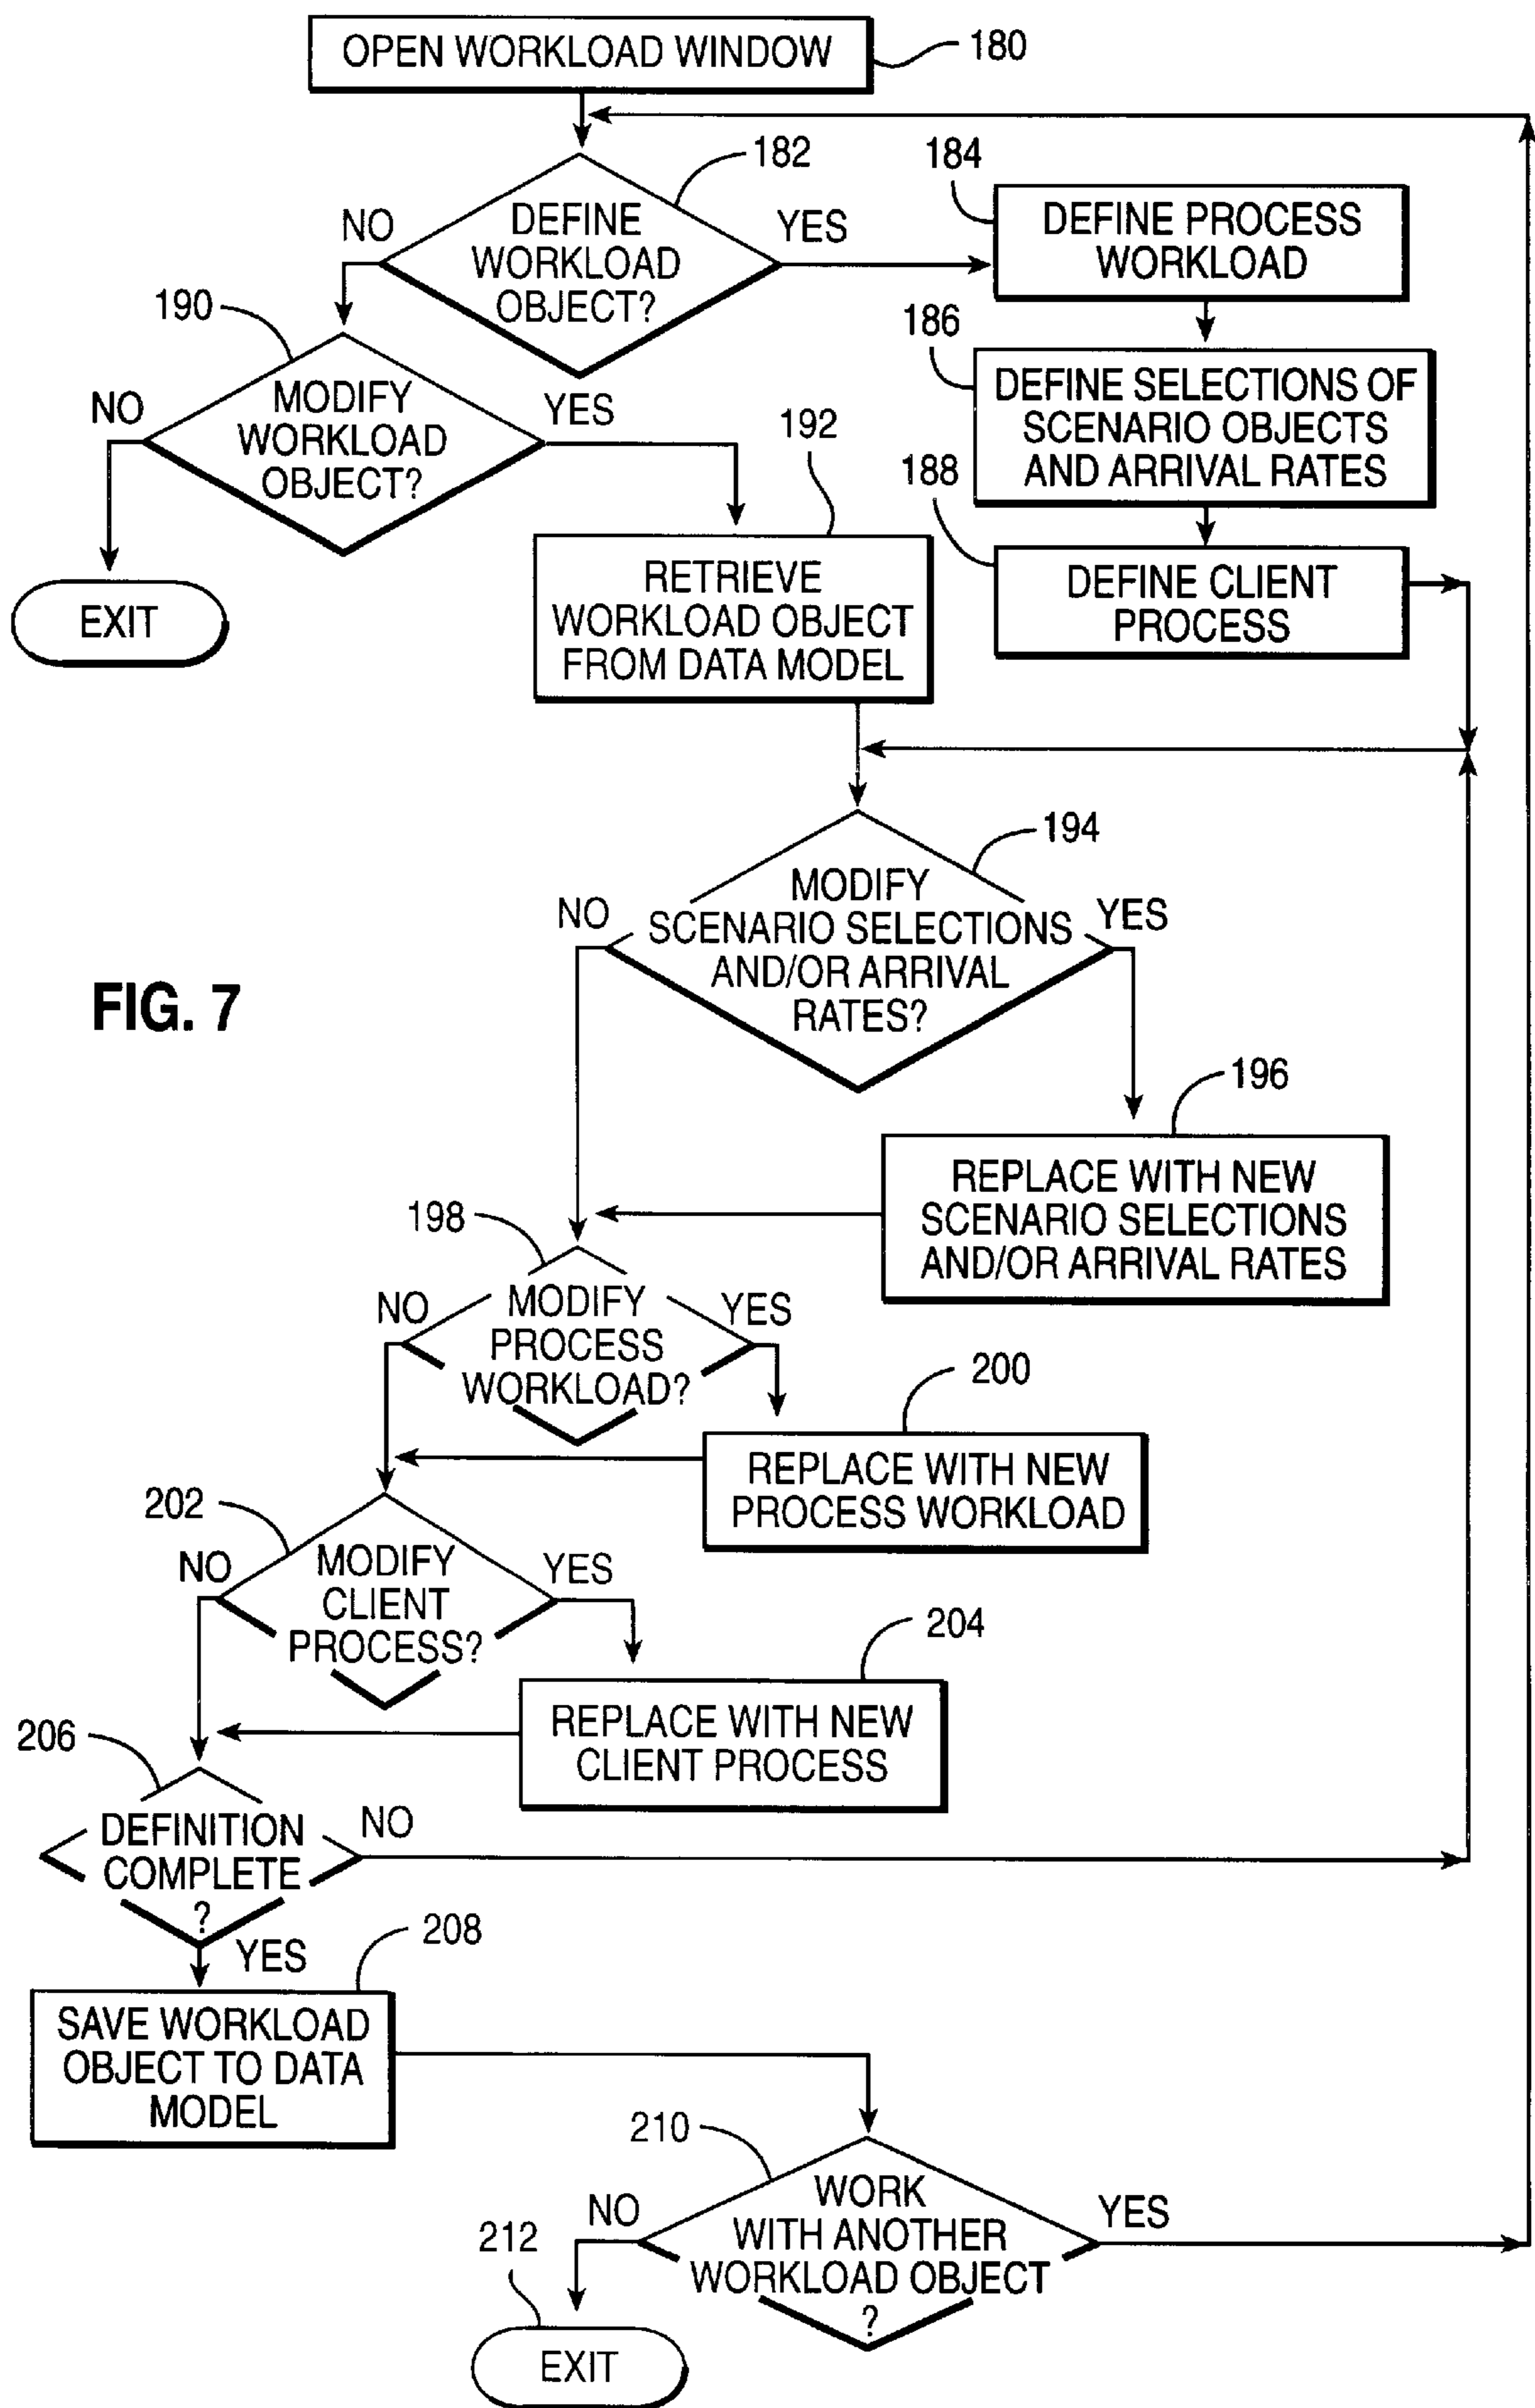 OPEN WORKLOAD WINDOW
180
182
184
NO
DEFINE
WORKLOAD
OBJECT?
YES
DEFINE PROCESS
WORKLOAD
190
186
NO
MODIFY
WORKLOAD
OBJECT?
YES
192
DEFINE SELECTIONS OF
SCENARIO OBJECTS
AND ARRIVAL RATES
188
EXIT
RETRIEVE
WORKLOAD OBJECT
FROM DATA MODEL
DEFINE CLIENT
PROCESS
194
NO
MODIFY
SCENARIO SELECTIONS
AND/OR ARRIVAL
RATES?
YES
FIG. 7
196
REPLACE WITH NEW
SCENARIO SELECTIONS
AND/OR ARRIVAL RATES
198
NO
MODIFY
PROCESS
WORKLOAD?
YES
200
REPLACE WITH NEW
PROCESS WORKLOAD
202
NO
MODIFY
CLIENT
PROCESS?
YES
204
REPLACE WITH NEW
CLIENT PROCESS
206
DEFINITION
COMPLETE
?
NO
YES
208
SAVE WORKLOAD
OBJECT TO DATA
MODEL
210
NO
WORK
WITH ANOTHER
WORKLOAD OBJECT
?
YES
212
EXIT